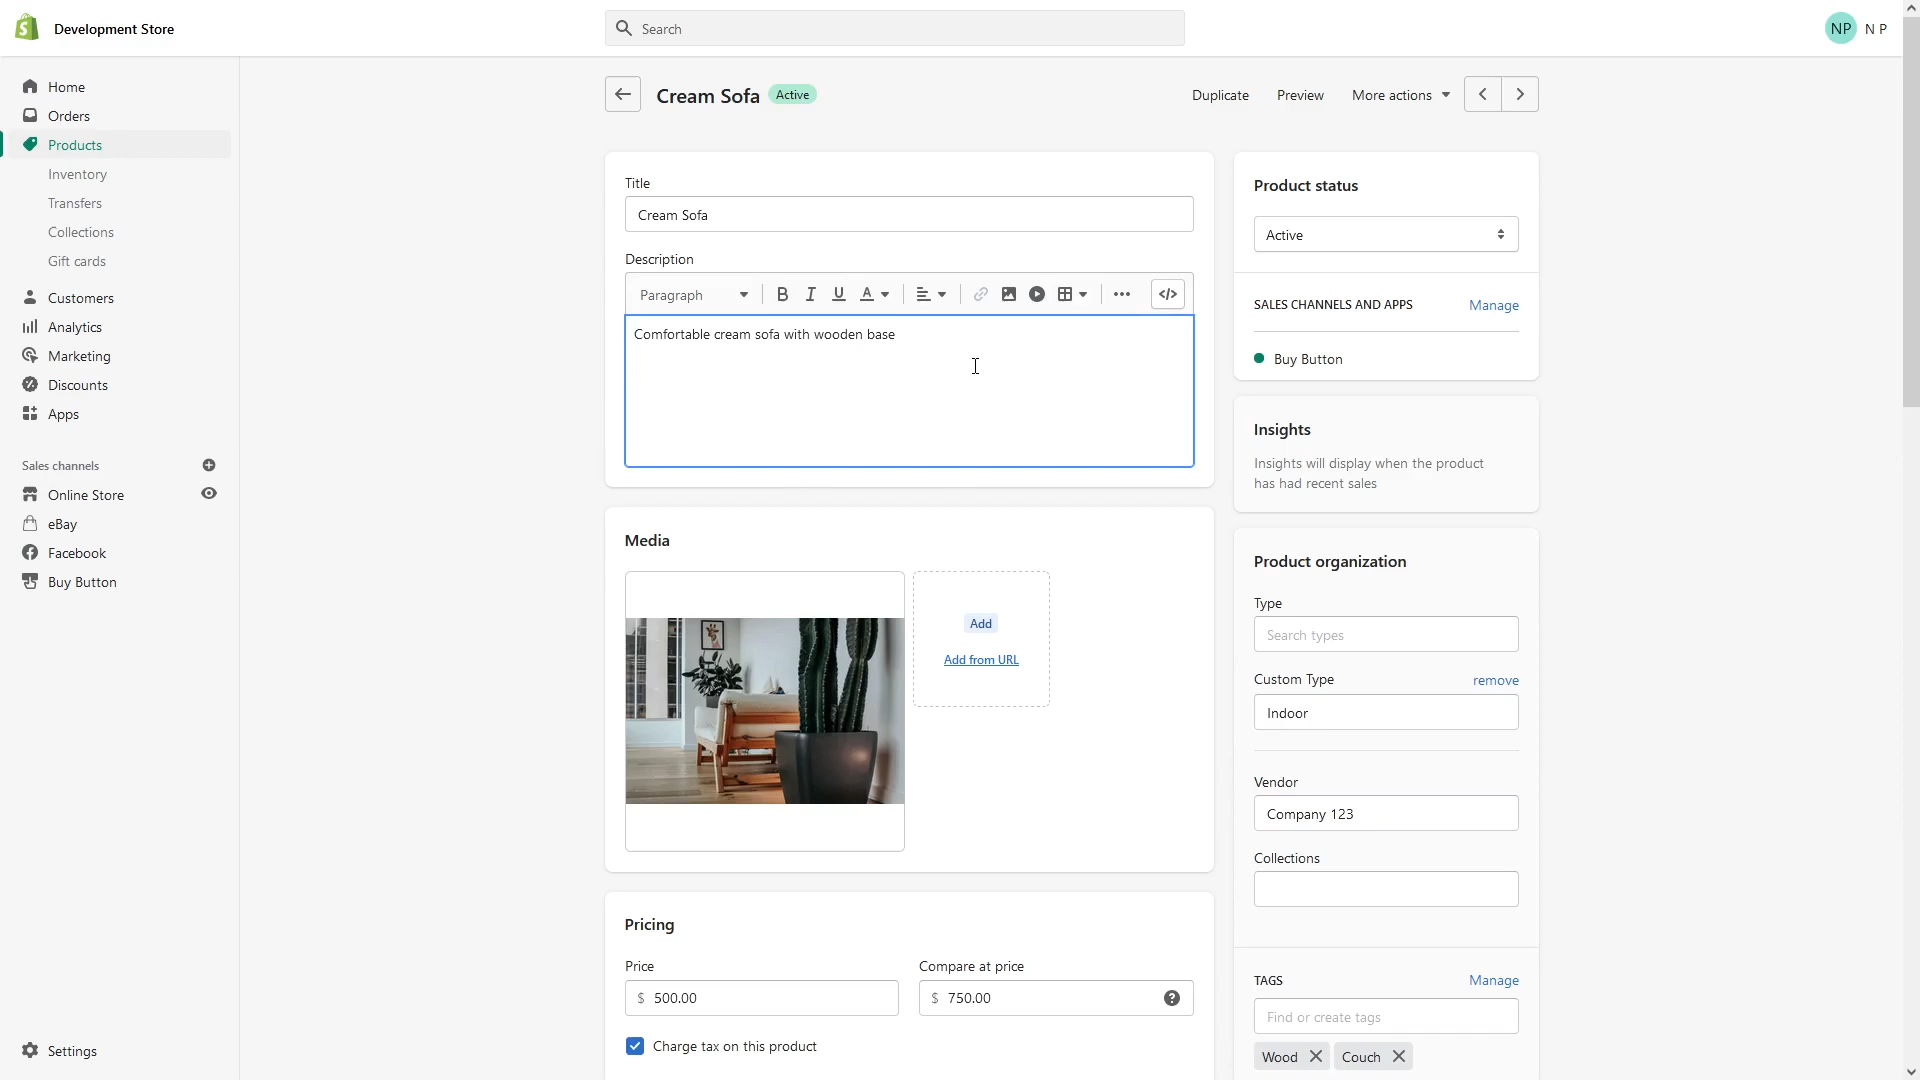 Development Store
Search
NP
N P
Home
Orders
Products
Inventory
Transfers
Collections
Gift cards
Customers
Analytics
Marketing
Discounts
Apps
Sales channels
Online Store
eBay
Facebook
Buy Button
Settings
Cream Sofa
Active
Duplicate
Preview
More actions
Title
Cream Sofa
Description
Paragraph
B I U A
Comfortable cream sofa with wooden base
Media
Add
Add from URL
Pricing
Price
Compare at price
$ 500.00
$ 750.00
Charge tax on this product
Product status
Active
SALES CHANNELS AND APPS
Manage
Buy Button
Insights
Insights will display when the product
has had recent sales
Product organization
Type
Search types
Custom Type
remove
Indoor
Vendor
Company 123
Collections
TAGS
Manage
Find or create tags
Wood
Couch